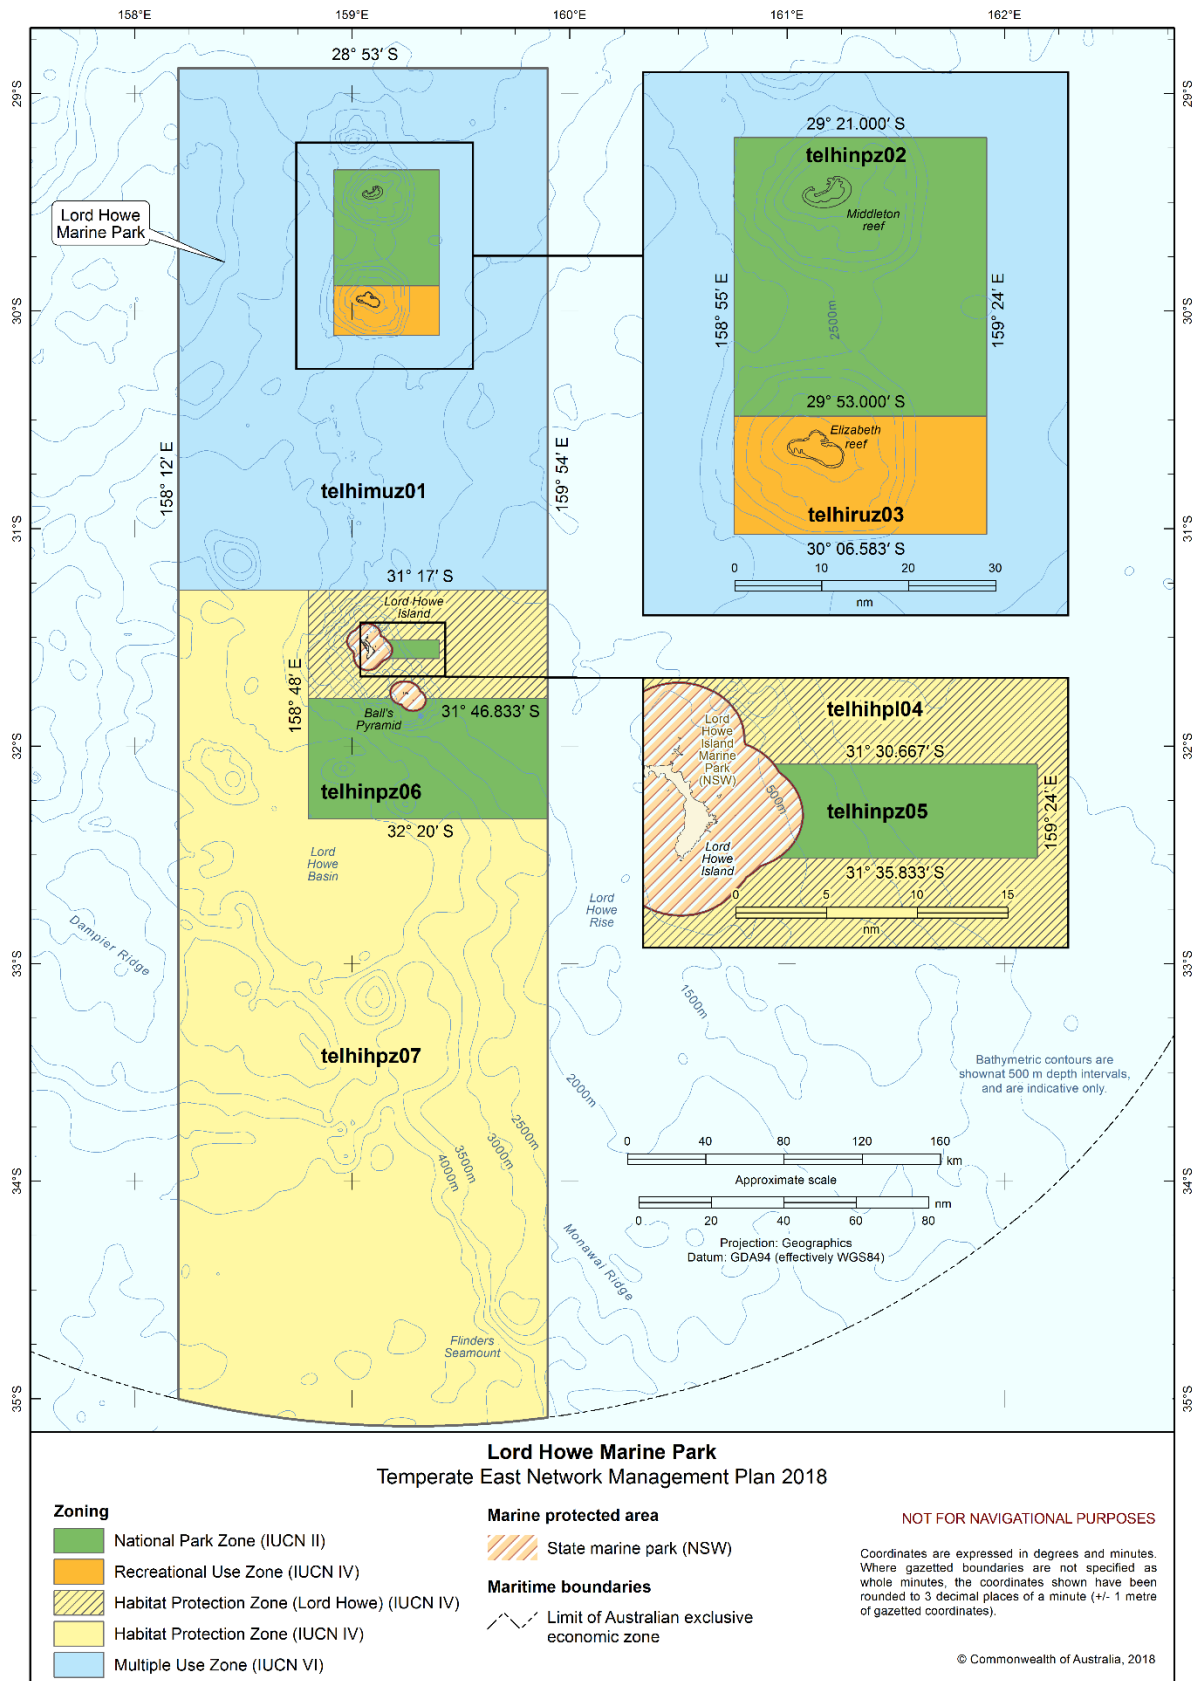 158°E 159°E 160°E 161°E 162°E
28° 53' S
29°S
29°S
Lord Howe
Marine Park
29° 21.000' S
telhinpz02
Middleton
reef
158° 55' E
159° 24' E
2500m
30°S
30°S
29° 53.000' S
Elizabeth
reef
telhiruz03
30° 06.583' S
0 10 20 30
nm
158° 12' E
159° 54' E
telhimuz01
31°S
31°S
31° 17' S
Lord Howe
Island
158° 48' E
31° 46.833' S
Ball's
Pyramid
32°S
32°S
telhinpz06
32° 20' S
telhihpl04
Lord
Howe
Island
Marine
Park
(NSW)
31° 30.667' S
500m
telhinpz05
159° 24' E
Lord
Howe
Island
31° 35.833' S
0 5 10 15
nm
Lord
Howe
Basin
Lord
Howe
Rise
Dampier Ridge
33°S
33°S
1500m
telhihpz07
Bathymetric contours are
shownat 500 m depth intervals,
and are indicative only.
2000m
2500m
3000m
3500m
4000m
0 40 80 120 160
km
Approximate scale
nm
0 20 40 60 80
34°S
34°S
Projection: Geographics
Datum: GDA94 (effectively WGS84)
Monawai Ridge
Flinders
Seamount
35°S
35°S
Lord Howe Marine Park
Temperate East Network Management Plan 2018
Zoning
National Park Zone (IUCN II)
Recreational Use Zone (IUCN IV)
Habitat Protection Zone (Lord Howe) (IUCN IV)
Habitat Protection Zone (IUCN IV)
Multiple Use Zone (IUCN VI)
Marine protected area
State marine park (NSW)
Maritime boundaries
Limit of Australian exclusive
economic zone
NOT FOR NAVIGATIONAL PURPOSES
Coordinates are expressed in degrees and minutes.
Where gazetted boundaries are not specified as
whole minutes, the coordinates shown have been
rounded to 3 decimal places of a minute (+/- 1 metre
of gazetted coordinates).
© Commonwealth of Australia, 2018